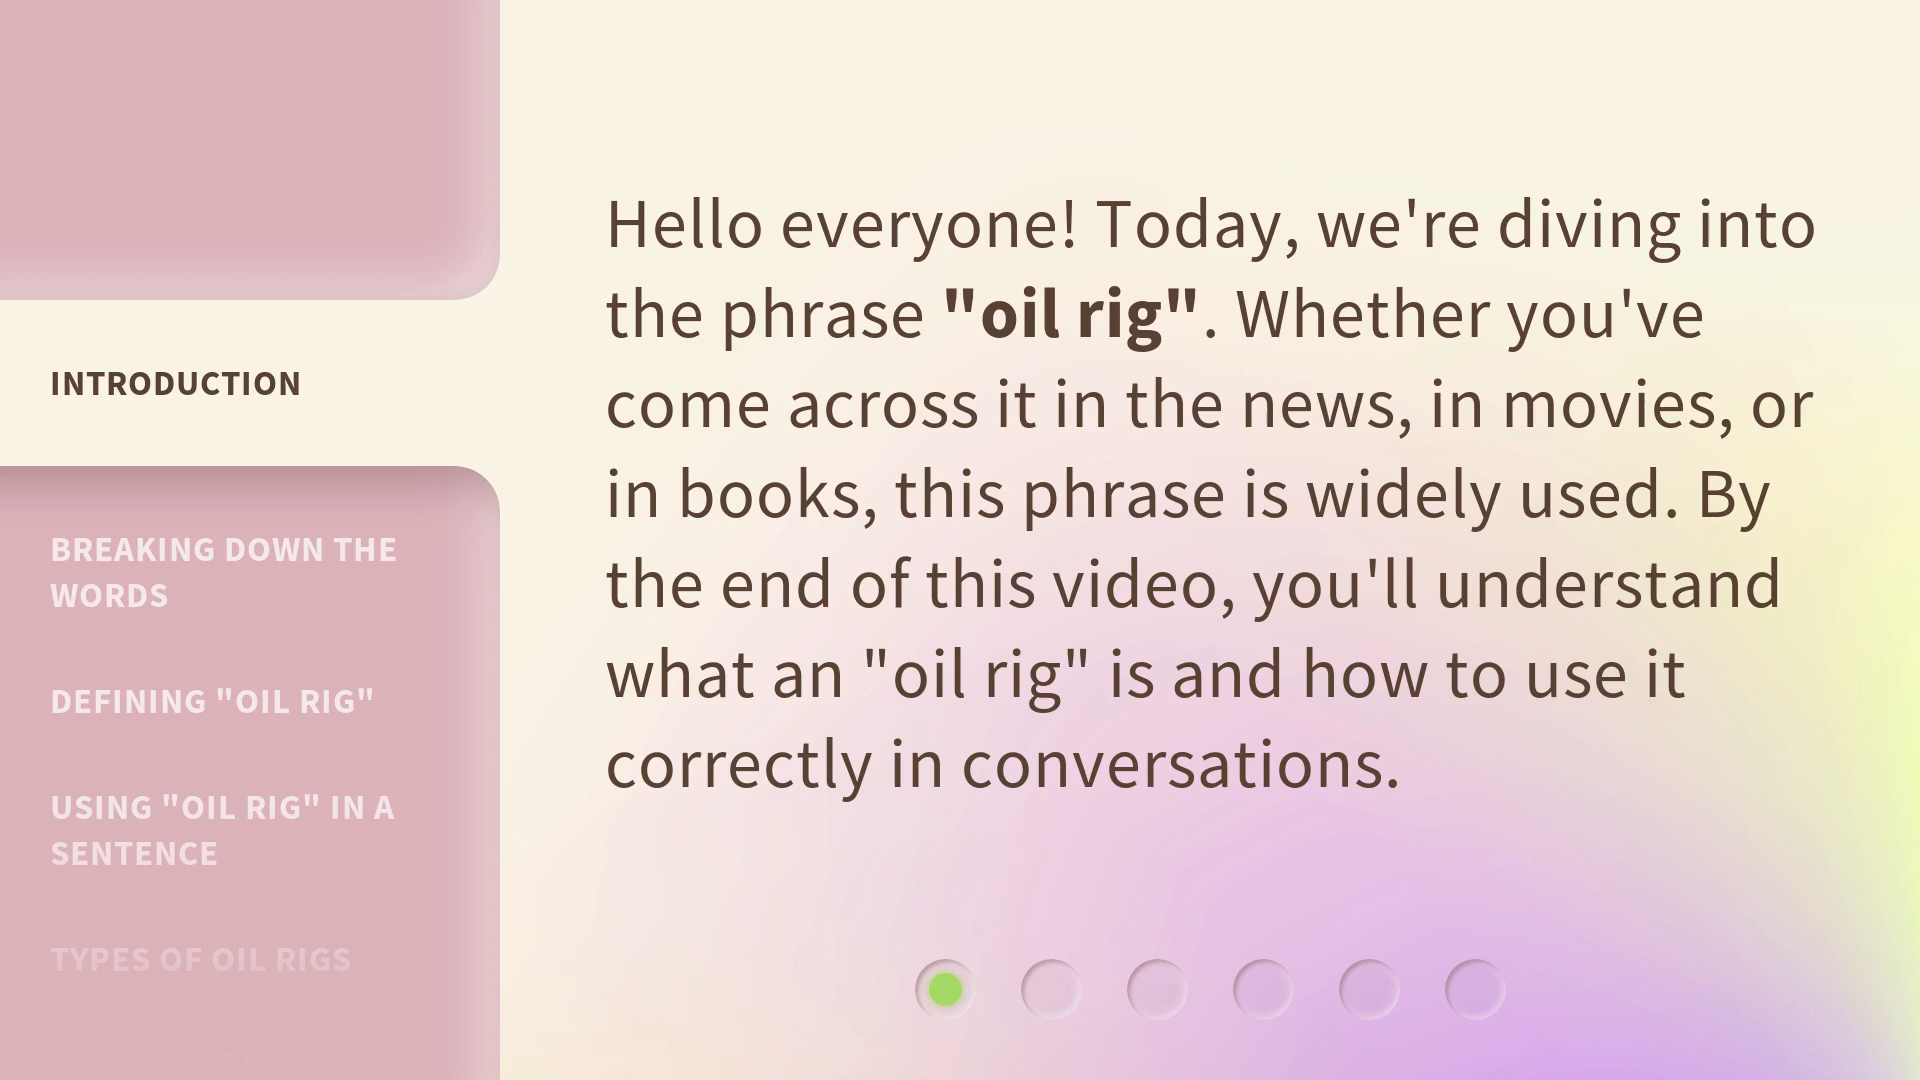 INTRODUCTION
BREAKING DOWN THE
WORDS
DEFINING "OIL RIG"
USING "OIL RIG" IN A
SENTENCE
TYPES OF OIL RIGS
CONCLUSION
Hello everyone! Today, we're diving into
the phrase "oil rig". Whether you've
come across it in the news, in movies, or
in books, this phrase is widely used. By
the end of this video, you'll understand
what an "oil rig" is and how to use it
correctly in conversations.